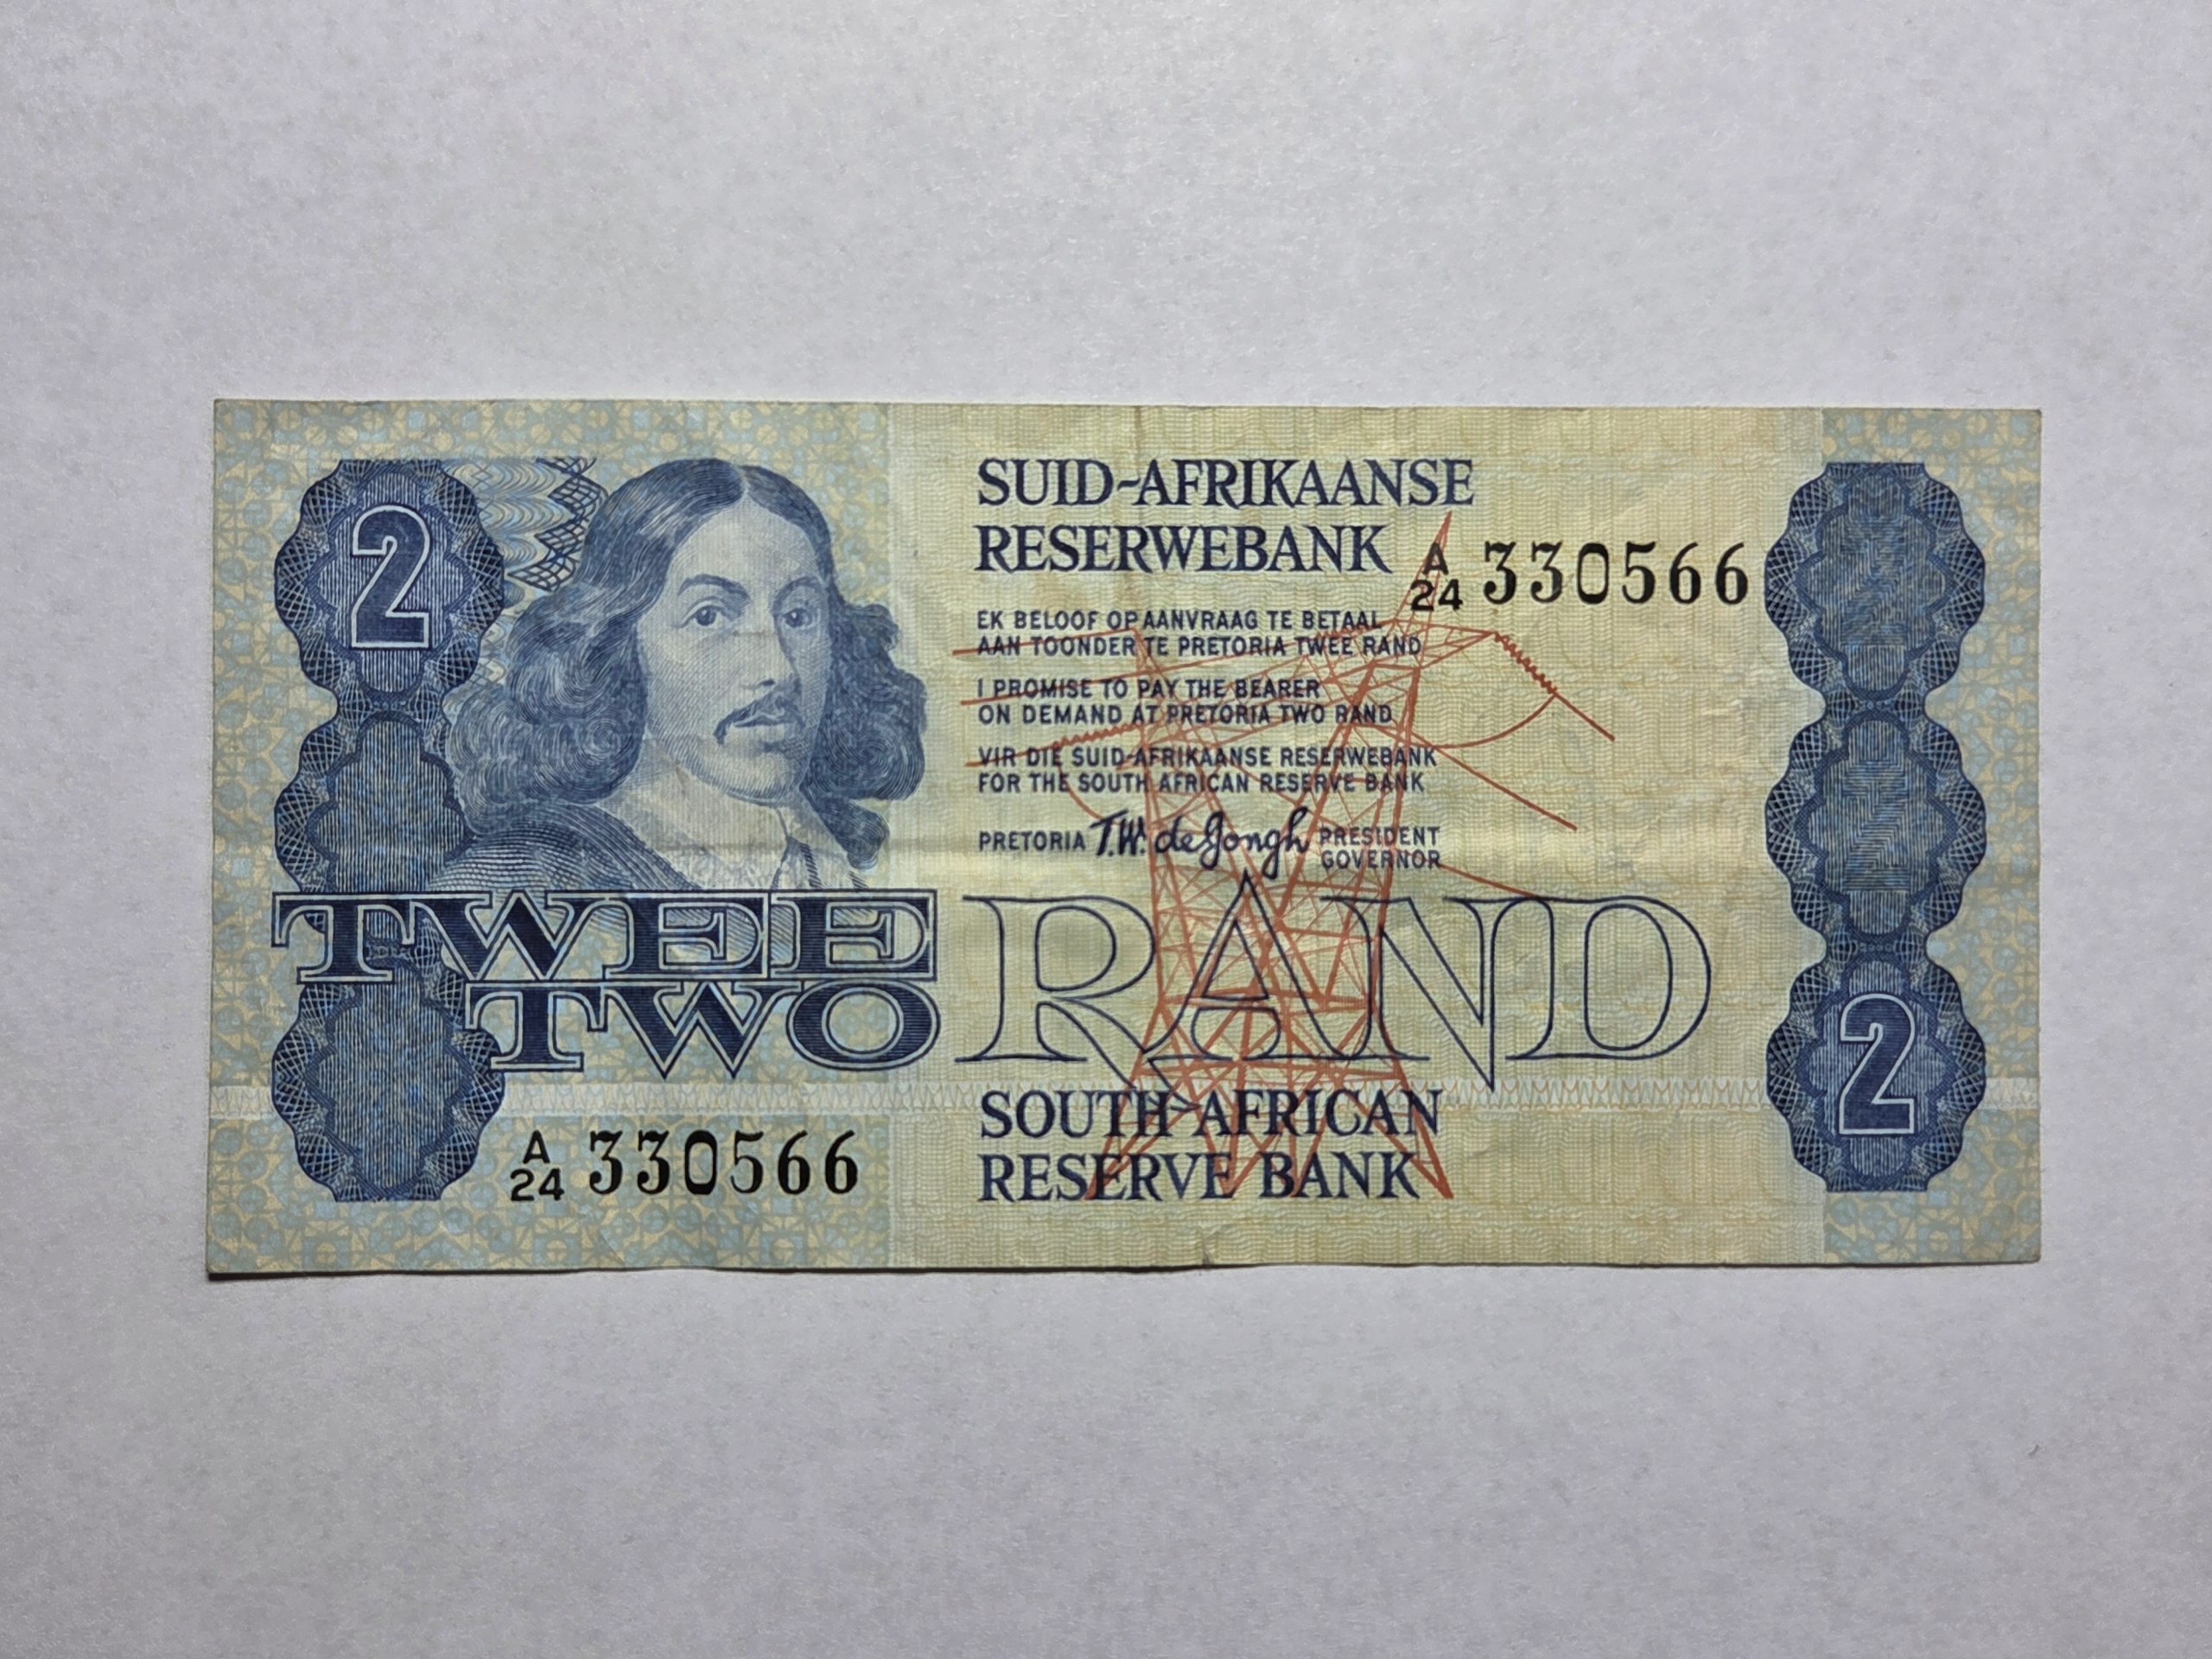 2
SUID-AFRIKAANSE
RESERWEBANK
A
24 330566
EK BELOOF OP AANVRAAG TE BETAAL
AAN TOONDER TE PRETORIA TWEE RAND
I PROMISE TO PAY THE BEARER
ON DEMAND AT PRETORIA TWO RAND
VIR DIE SUID-AFRIKAANSE RESERWEBANK
FOR THE SOUTH AFRICAN RESERVE BANK
PRETORIA T.W. de Jongh PRESIDENT
GOVERNOR
TWEE
TWO
RAND
SOUTH-AFRICAN
RESERVE BANK
A
24 330566
2